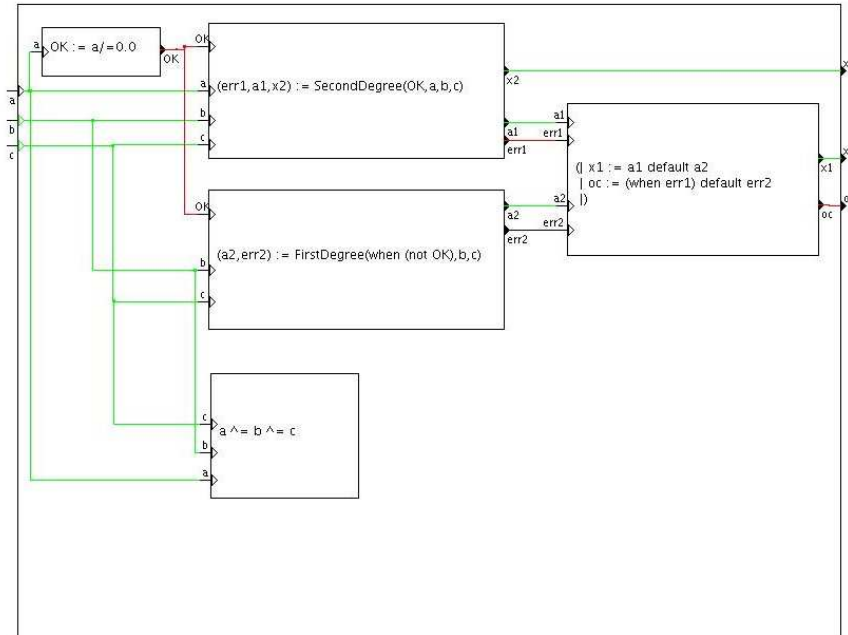 a
OK := a/=0.0
OK
OK
a
b
c
(err1,a1,x2) := SecondDegree(OK,a,b,c)
x2
a1
err1
a
b
c
a1
err1
(| x1 := a1 default a2
| oc := (when err1) default err2
|)
a2
err2
x1
oc
x
x
o
OK
b
c
(a2,err2) := FirstDegree(when (not OK),b,c)
a2
err2
c
b
a
a ^= b ^= c